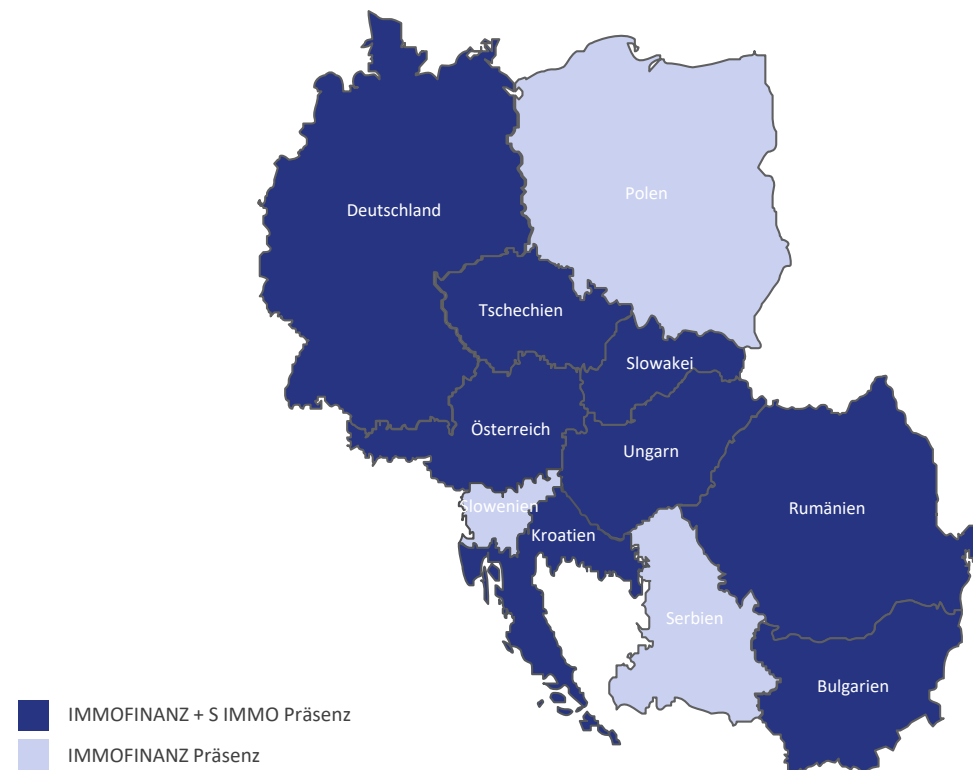 Polen
Deutschland
Tschechien
Slowakei
Österreich
Ungarn
Slowenien
Rumänien
Kroatien
Serbien
Bulgarien
IMMOFINANZ + S IMMO Präsenz
IMMOFINANZ Präsenz